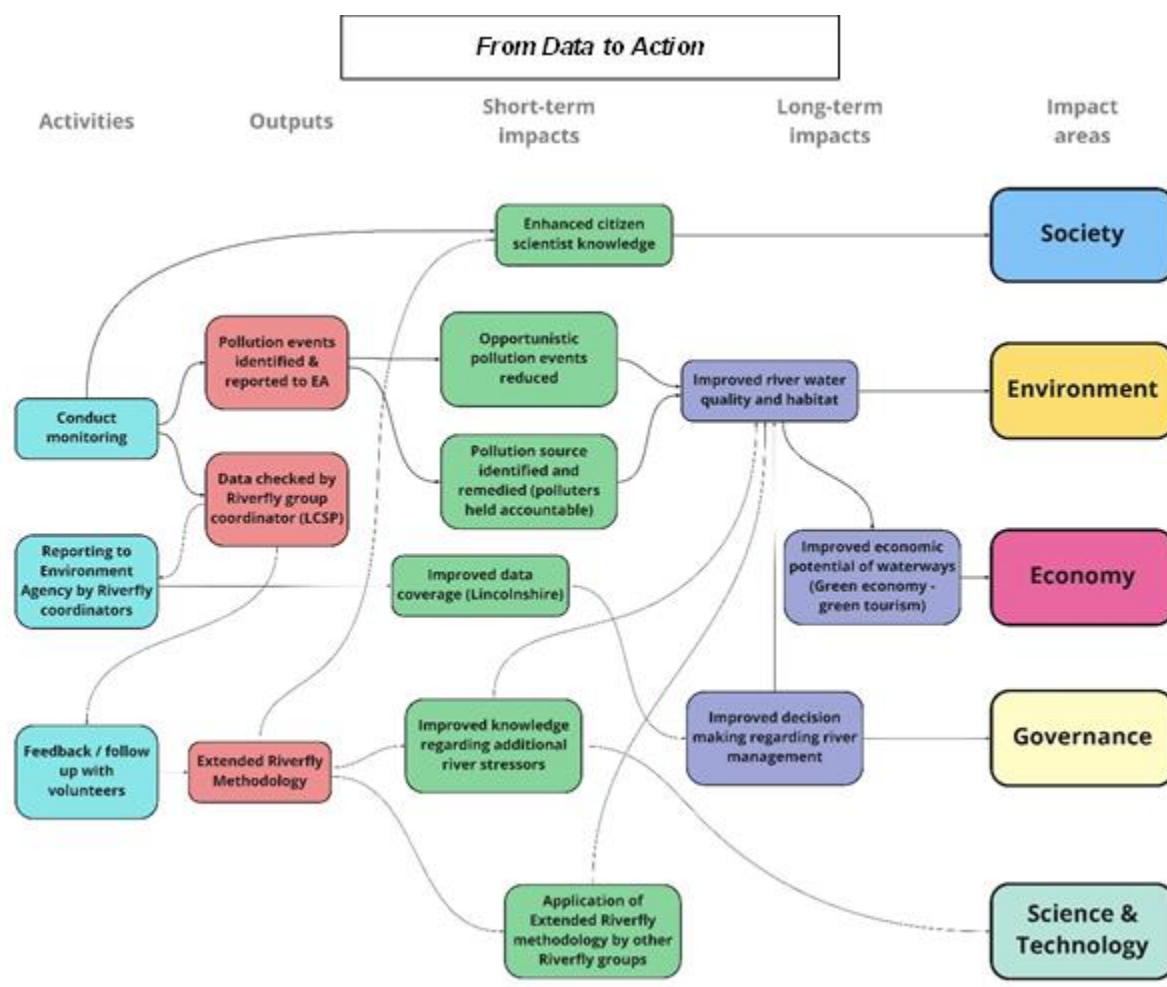 From Data to Action
Activities
Outputs
Short-term
impacts
Long-term
impacts
Impact
areas
Enhanced citizen
scientist knowledge
Society
Pollution events
identified &
reported to EA
Opportunistic
pollution events
reduced
Improved river water
quality and habitat
Environment
Conduct
monitoring
Data checked by
Riverfly group
coordinator (LCSP)
Pollution source
identified and
remedied (polluters
held accountable)
Reporting to
Environment
Agency by Riverfly
coordinators
Improved data
coverage (Lincolnshire)
Improved economic
potential of waterways
(Green economy -
green tourism)
Economy
Feedback / follow
up with
volunteers
Extended Riverfly
Methodology
Improved knowledge
regarding additional
river stressors
Improved decision
making regarding river
management
Governance
Application of
Extended Riverfly
methodology by other
Riverfly groups
Science &
Technology